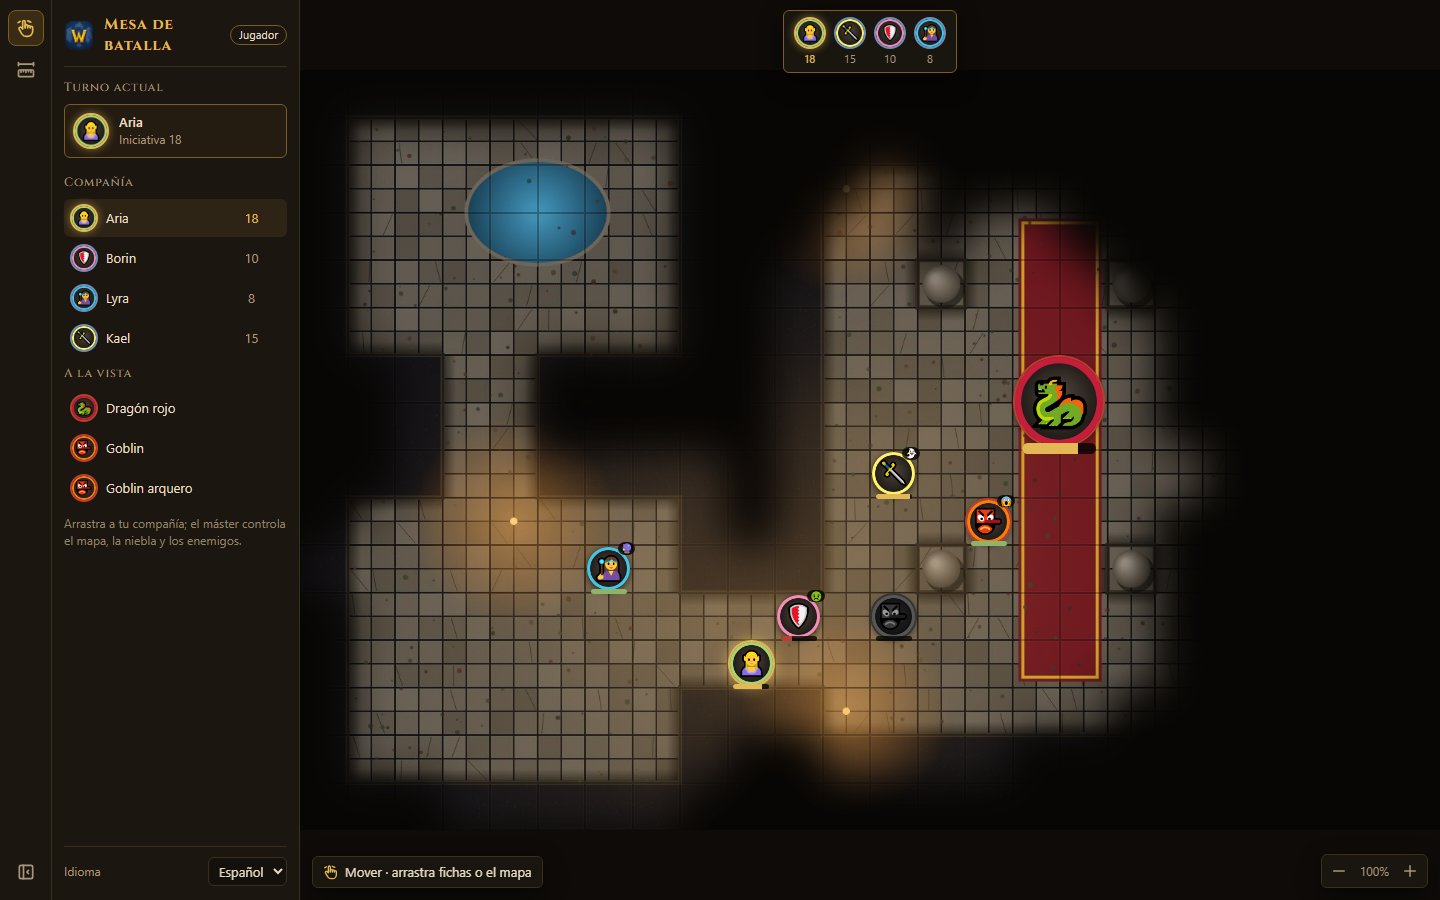 W
Mesa de
batalla
Jugador
Turno actual
Aria
Iniciativa 18
Compañía
Aria 18
Borin 10
Lyra 8
Kael 15
A la vista
Dragón rojo
Goblin
Goblin arquero
Arrastra a tu compañía; el máster controla
el mapa, la niebla y los enemigos.
Idioma
Español
18 15 10 8
Mover · arrastra fichas o el mapa
100%